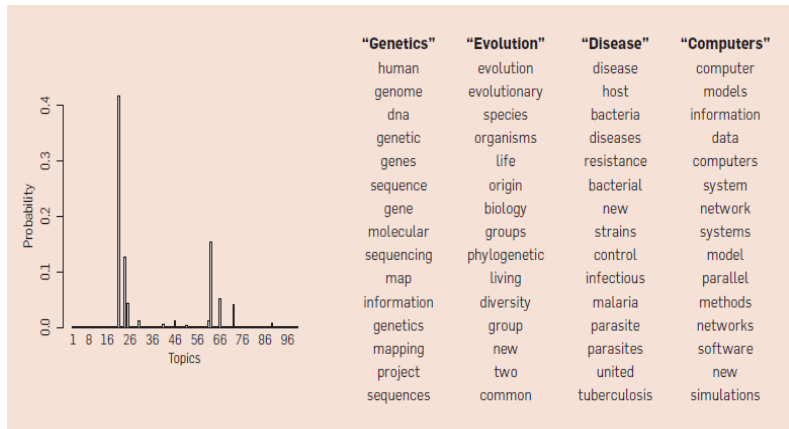 “Genetics” “Evolution” “Disease” “Computers”
human evolution disease computer
genome evolutionary host models
dna species bacteria information
genetic organisms diseases data
genes life resistance computers
sequence origin bacterial system
gene biology new network
molecular groups strains systems
sequencing phylogenetic control model
map living infectious parallel
information diversity malaria methods
genetics group parasite networks
mapping new parasites software
project two united new
sequences common tuberculosis simulations
Probability
0.4
0.3
0.2
0.1
0.0
1 8 16 26 36 46 56 66 76 86 96
Topics